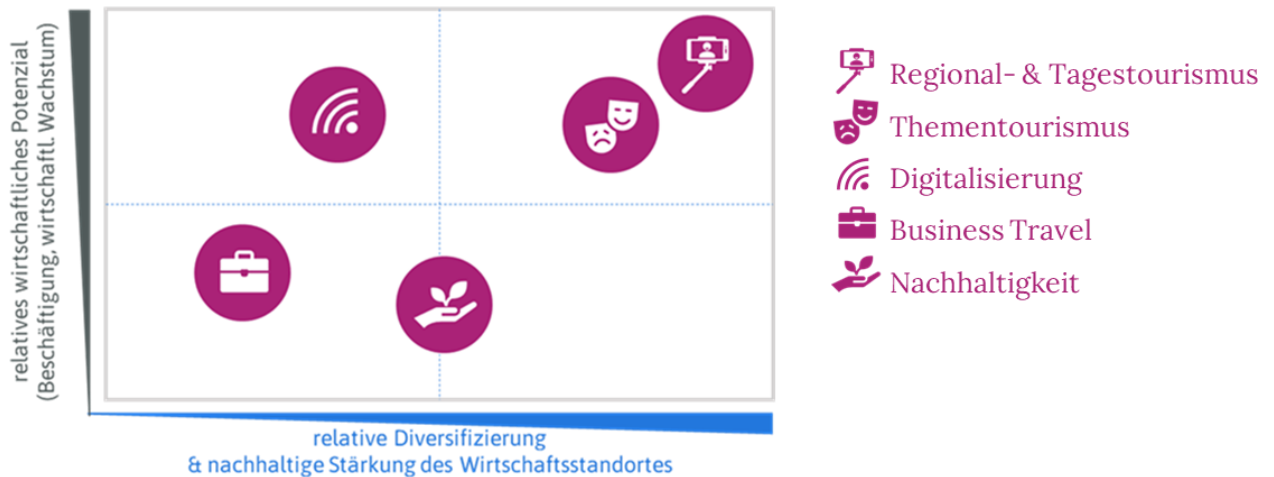 relatives wirtschaftliches Potenzial
(Beschäftigung, wirtschaftl. Wachstum)
Regional- & Tagestourismus
Thementourismus
Digitalisierung
Business Travel
Nachhaltigkeit
relative Diversifizierung
& nachhaltige Stärkung des Wirtschaftsstandortes